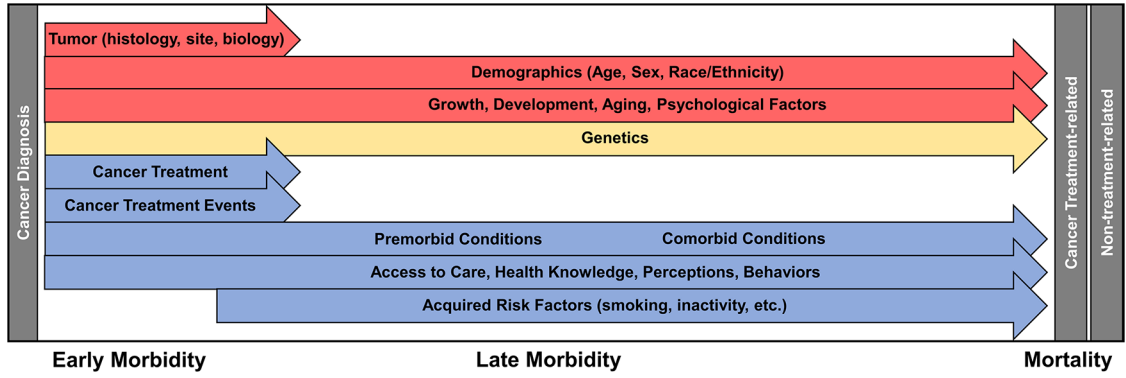 Cancer Diagnosis
Tumor (histology, site, biology)
Demographics (Age, Sex, Race/Ethnicity)
Growth, Development, Aging, Psychological Factors
Genetics
Cancer Treatment
Cancer Treatment Events
Premorbid Conditions Comorbid Conditions
Access to Care, Health Knowledge, Perceptions, Behaviors
Acquired Risk Factors (smoking, inactivity, etc.)
Cancer Treatment-related
Non-treatment-related
Early Morbidity Late Morbidity Mortality